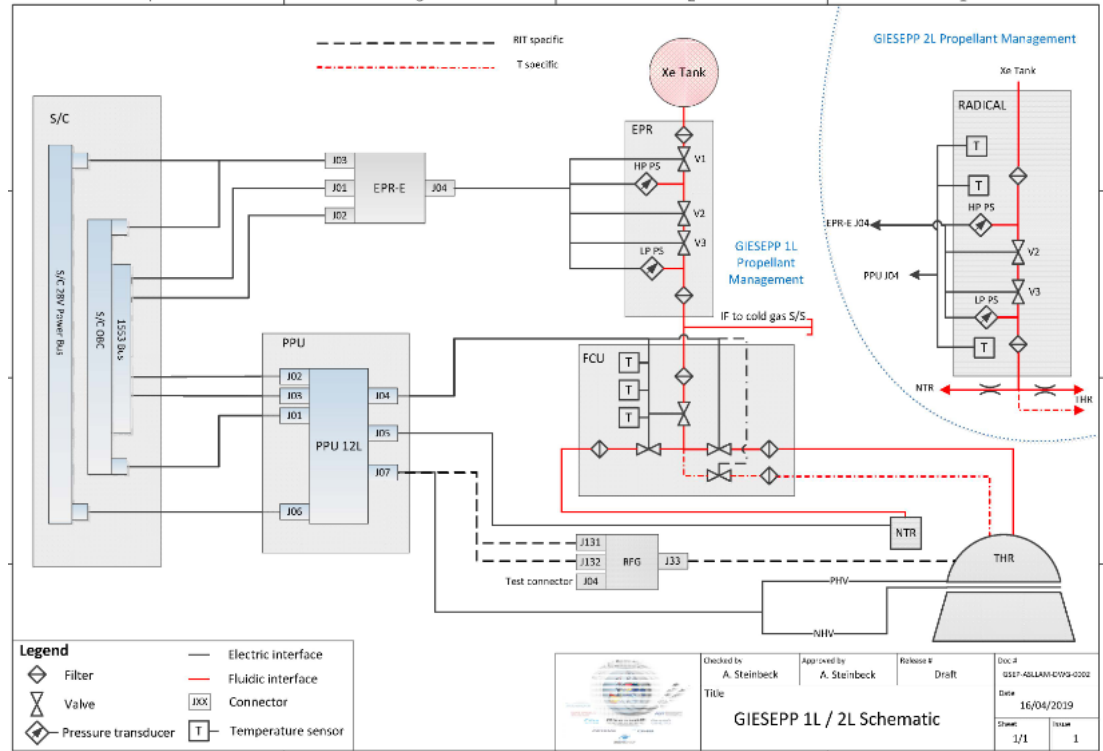 RIT specific
T specific
GIESEPP 2L Propellant Management
Xe Tank
Xe Tank
RADICAL
S/C
S/C 28V Power Bus
S/C OBC
1553 Bus
J03
J01
J02
EPR-E
J04
EPR
V1
HP PS
V2
V3
LP PS
GIESEPP 1L
Propellant
Management
IF to cold gas S/S
T
T
HP PS
EPR-E J04
V2
PPU J04
V3
LP PS
T
NTR
THR
PPU
J02
J03
J01
J06
PPU 12L
J04
J05
J07
FCU
T
T
T
NTR
J131
J132
J04
RFG
J33
Test connector
THR
PHV
NHV
Legend
Filter
Valve
Pressure transducer
Electric interface
Fluidic interface
JXX
Connector
T
Temperature sensor
Checked by
A. Steinbeck
Approved by
A. Steinbeck
Release #
Draft
Doc #
GSEP-ASLLAM-DWG-0002
Title
GIESEPP 1L / 2L Schematic
Date
16/04/2019
Sheet
1/1
Issue
1